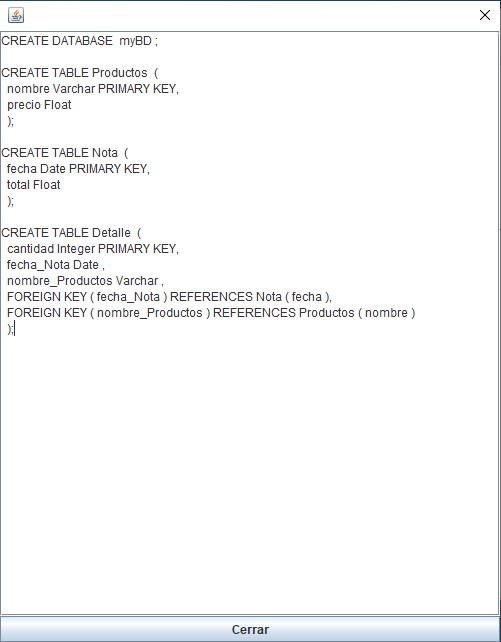 CREATE DATABASE  myBD ;
CREATE TABLE Productos  (
nombre Varchar PRIMARY KEY,
precio Float
);
CREATE TABLE Nota  (
fecha Date PRIMARY KEY,
total Float
);
CREATE TABLE Detalle  (
cantidad Integer PRIMARY KEY,
fecha_Nota Date ,
nombre_Productos Varchar ,
FOREIGN KEY ( fecha_Nota ) REFERENCES Nota ( fecha ),
FOREIGN KEY ( nombre_Productos ) REFERENCES Productos ( nombre )
);
Cerrar